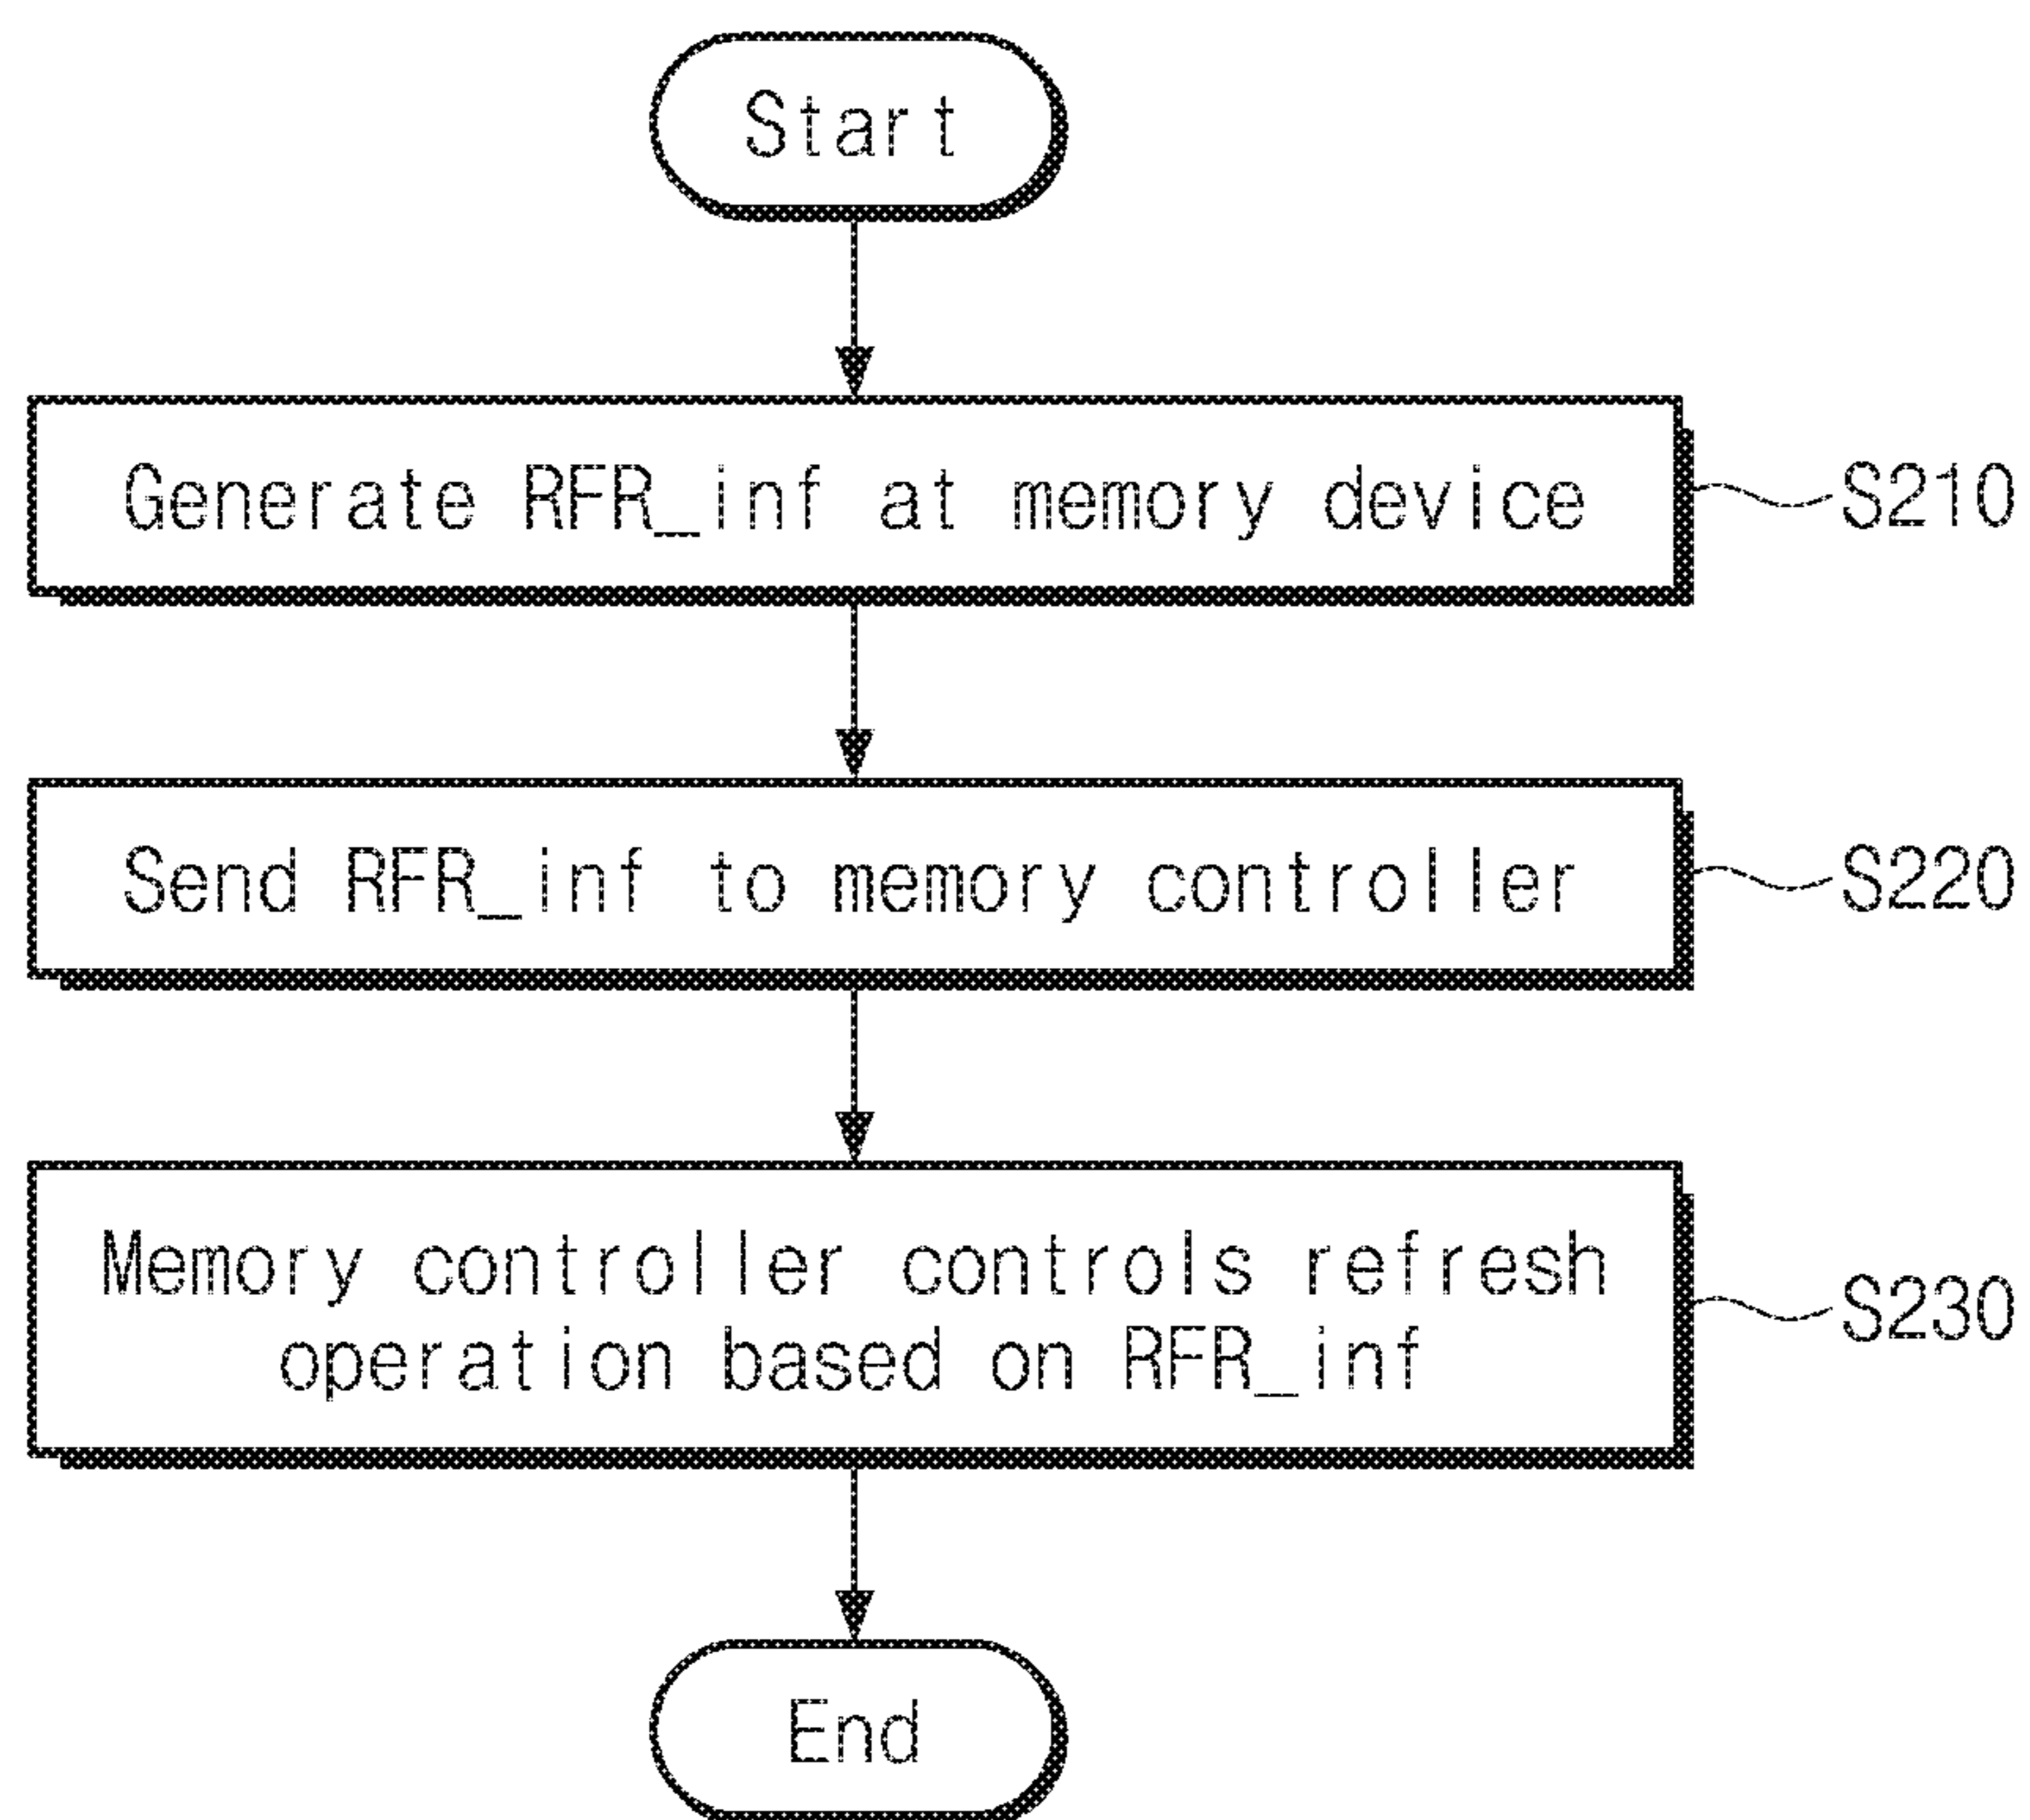 Start
Generate RFR_inf at memory device
S210
Send RFR_inf to memory controller
S220
Memory controller controls refresh
operation based on RFR_inf
S230
End